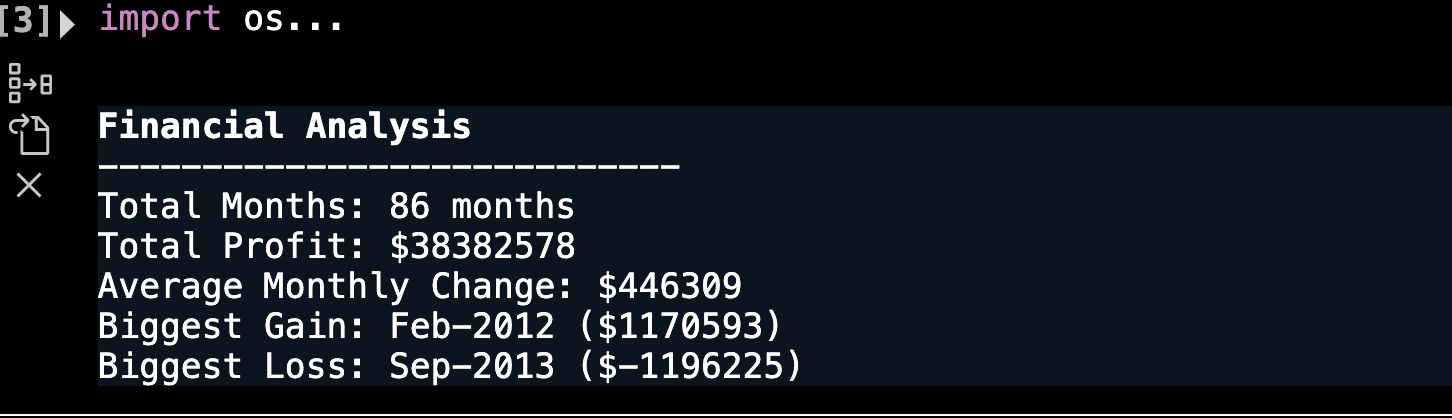 [3] import os...
Financial Analysis
----------------------------
Total Months: 86 months
Total Profit: $38382578
Average Monthly Change: $446309
Biggest Gain: Feb-2012 ($1170593)
Biggest Loss: Sep-2013 ($-1196225)